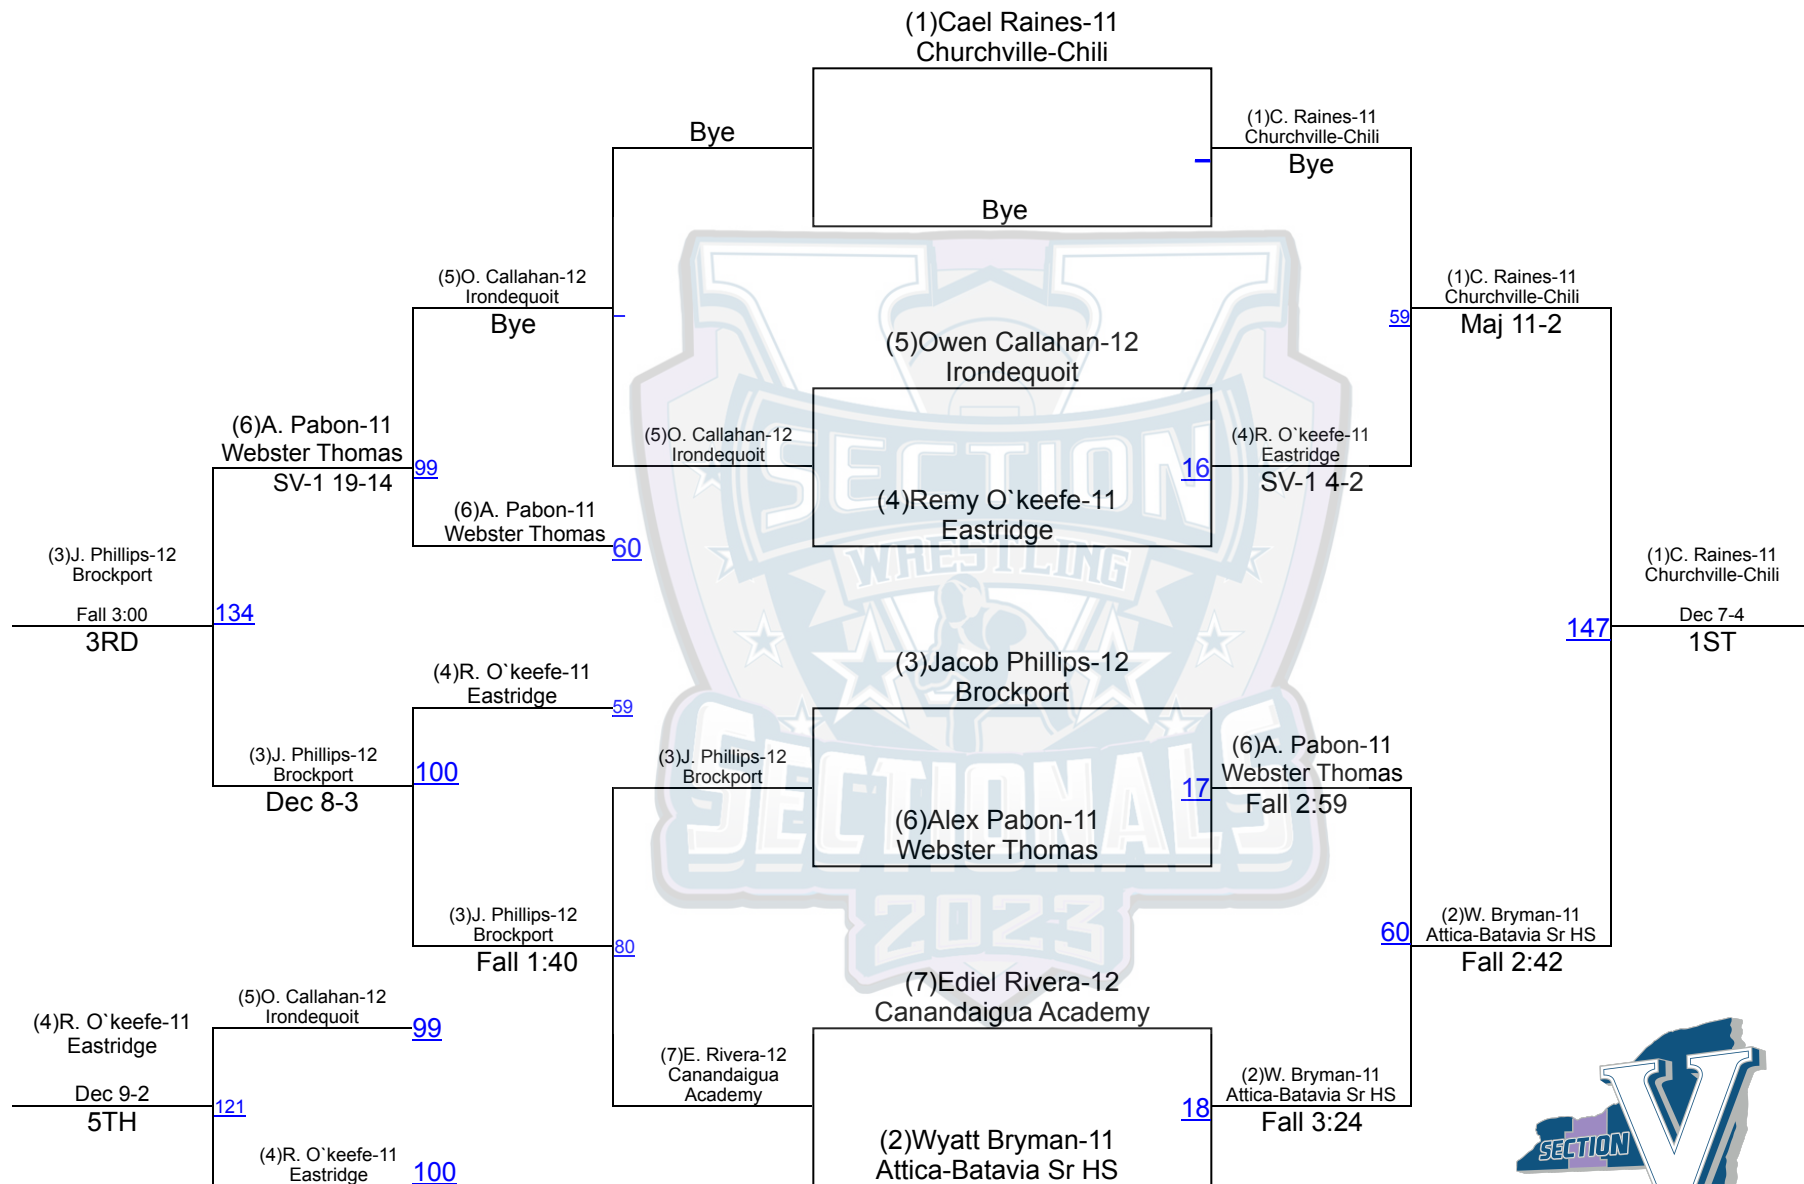 (1)Cael Raines-11
Churchville-Chili
Bye
(1)C. Raines-11
Churchville-Chili
Bye
Bye
(5)O. Callahan-12
Irondequoit
Bye
(1)C. Raines-11
Churchville-Chili
Maj 11-2
59
(5)Owen Callahan-12
Irondequoit
(6)A. Pabon-11
Webster Thomas
SV-1 19-14
99
(5)O. Callahan-12
Irondequoit
(4)R. O`keefe-11
Eastridge
SV-1 4-2
16
SECTION
(4)Remy O`keefe-11
Eastridge
(6)A. Pabon-11
Webster Thomas
60
WRESTLING
(3)J. Phillips-12
Brockport
Fall 3:00
3RD
134
(1)C. Raines-11
Churchville-Chili
Dec 7-4
1ST
147
(4)R. O`keefe-11
Eastridge
59
(3)Jacob Phillips-12
Brockport
(3)J. Phillips-12
Brockport
Dec 8-3
100
(3)J. Phillips-12
Brockport
(6)A. Pabon-11
Webster Thomas
Fall 2:59
17
SECTIONALS
(6)Alex Pabon-11
Webster Thomas
2023
(3)J. Phillips-12
Brockport
Fall 1:40
80
60
(2)W. Bryman-11
Attica-Batavia Sr HS
Fall 2:42
(7)Ediel Rivera-12
Canandaigua Academy
(5)O. Callahan-12
Irondequoit
99
(4)R. O`keefe-11
Eastridge
Dec 9-2
5TH
121
(7)E. Rivera-12
Canandaigua
Academy
(2)W. Bryman-11
Attica-Batavia Sr HS
Fall 3:24
18
(2)Wyatt Bryman-11
Attica-Batavia Sr HS
(4)R. O`keefe-11
Eastridge
100
SECTION V